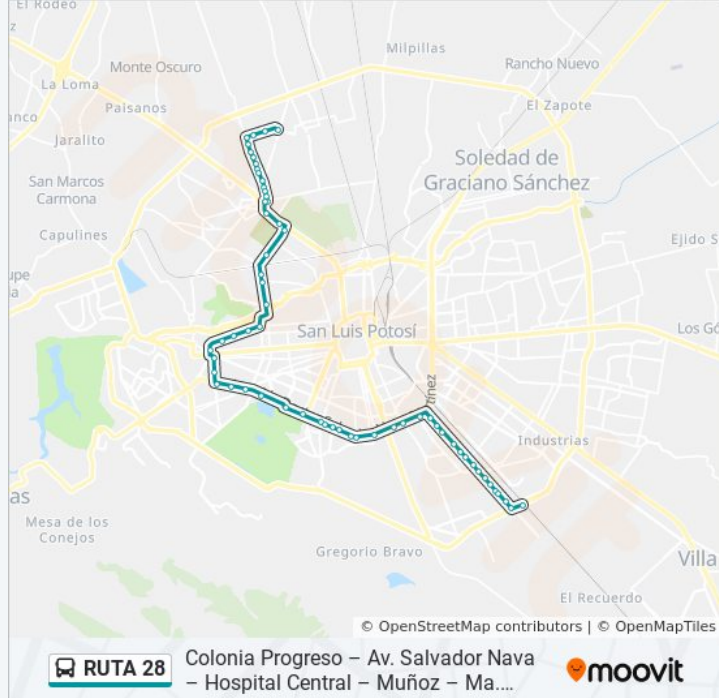 El Rodeo
Milpillas
Monte Oscuro
Rancho Nuevo
La Loma
Paisanos
El Zapote
anco
Jaralito
Soledad de
Graciano Sánchez
San Marcos
Carmona
Capulines
Ejido S
upe
a
San Luis Potosí
Los Gó
ínez
Industrias
as
Mesa de los
Conejos
Gregorio Bravo
Villa
El Recuerdo
© OpenStreetMap contributors | © OpenMapTiles
RUTA 28
Colonia Progreso – Av. Salvador Nava
– Hospital Central – Muñoz – Ma....
moovit